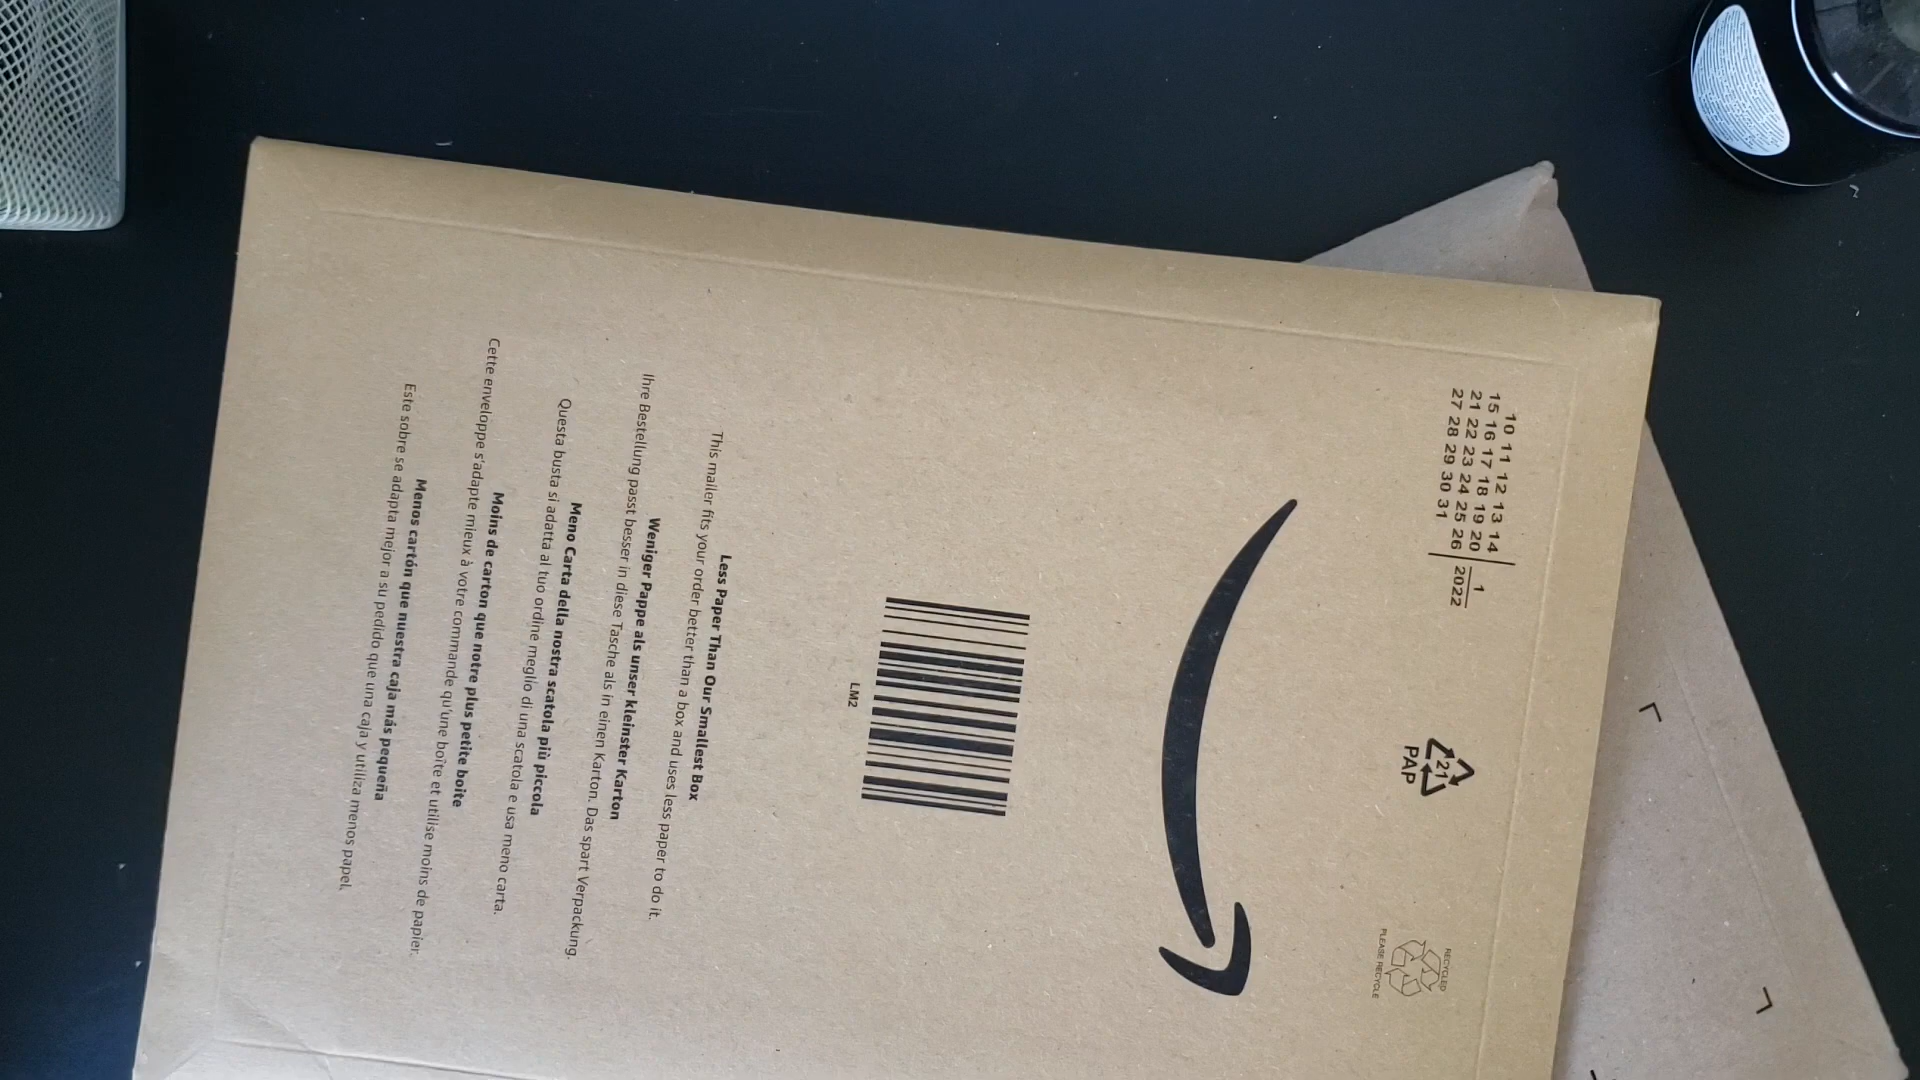 10 11 12 13 14
15 16 17 18 19 20 1
21 22 23 24 25 26 2022
27 28 29 30 31
21
PAP
RECYCLED
PLEASE RECYCLE
LM2
Less Paper Than Our Smallest Box
This mailer fits your order better than a box and uses less paper to do it.
Weniger Pappe als unser kleinster Karton
Ihre Bestellung passt besser in diese Tasche als in einen Karton. Das spart Verpackung.
Meno Carta della nostra scatola più piccola
Questa busta si adatta al tuo ordine meglio di una scatola e usa meno carta.
Moins de carton que notre plus petite boite
Cette enveloppe s'adapte mieux à votre commande qu'une boîte et utilise moins de papier.
Menos cartón que nuestra caja más pequeña
Este sobre se adapta mejor a su pedido que una caja y utiliza menos papel.